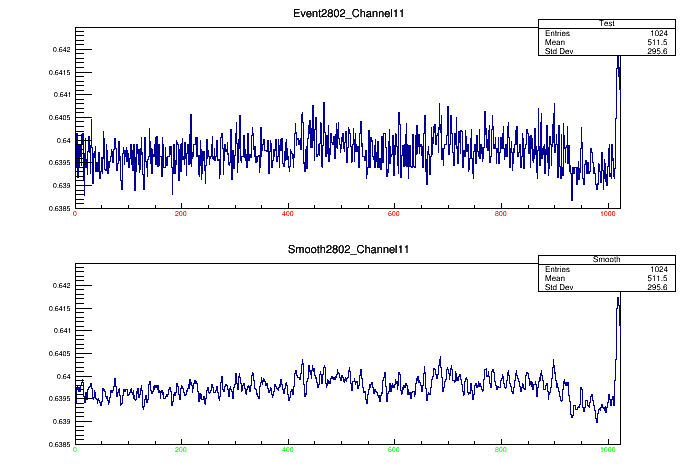 Event2802_Channel11
Test
Entries 1024
Mean 511.5
Std Dev 295.6
0.642
0.6415
0.641
0.6405
0.64
0.6395
0.639
0.6385
0 200 400 600 800 1000
Smooth2802_Channel11
Smooth
Entries 1024
Mean 511.5
Std Dev 295.6
0.642
0.6415
0.641
0.6405
0.64
0.6395
0.639
0.6385
0 200 400 600 800 1000